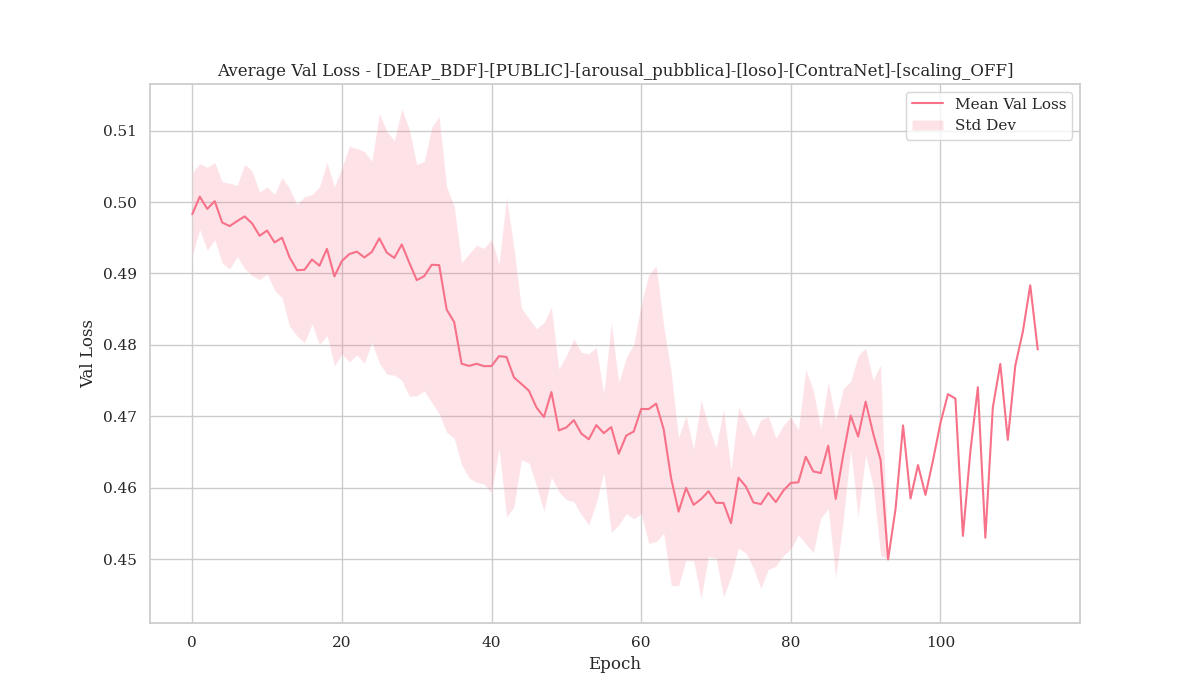 Average Val Loss - [DEAP_BDF]-[PUBLIC]-[arousal_pubblica]-[loso]-[ContraNet]-[scaling_OFF]
Mean Val Loss
Std Dev
0.51
0.50
0.49
0.48
0.47
0.46
0.45
Val Loss
0
20
40
60
80
100
Epoch